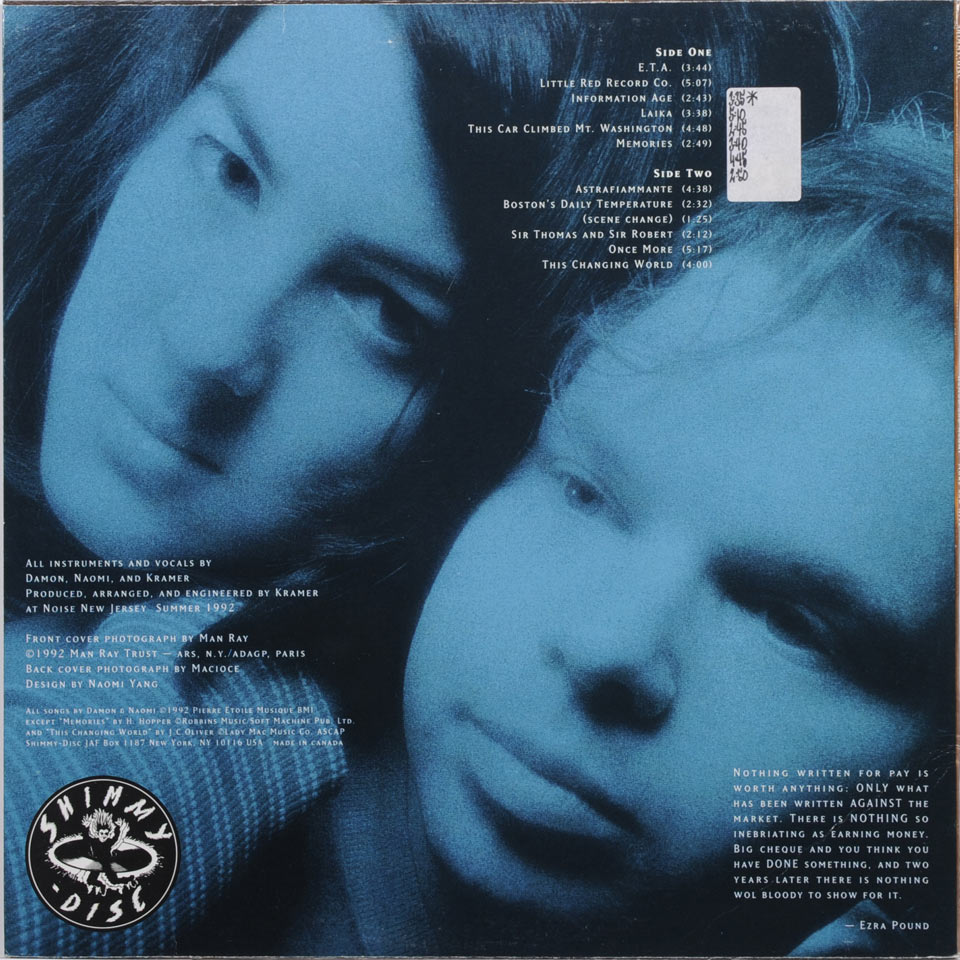 Side One
E.T.A. (3:44)
Little Red Record Co. (5:07)
Information Age (2:43)
Laika (3:38)
This Car Climbed Mt. Washington (4:48)
Memories (2:49)
Side Two
Astrafiammante (4:38)
Boston's Daily Temperature (2:32)
(scene change) (1.25)
Sir Thomas and Sir Robert (2:12)
Once More (5:17)
This Changing World (4:00)
All instruments and vocals by
Damon, Naomi, and Kramer
Produced, arranged, and engineered by Kramer
at Noise New Jersey Summer 1992
Front cover photograph by Man Ray
©1992 Man Ray Trust — ARS, N.Y./ADAGP, Paris
Back cover photograph by Macioce
Design by Naomi Yang
All songs by Damon & Naomi ©1992 Pierre Etoile Musique BMI
except "Memories" by H. Hopper ©Robbins Music/Soft Machine Pub. Ltd.
and "This Changing World" by J.C.Oliver ©Lady Mac Music Co. ASCAP
Shimmy-Disc JAF Box 1187 New York, NY 10116 USA made in Canada
SHIMMY
-DISC
Nothing written for pay is
worth anything: ONLY what
has been written AGAINST the
market. There is NOTHING so
inebriating as earning money.
Big cheque and you think you
have DONE something, and two
years later there is nothing
wol bloody to show for it.
— Ezra Pound